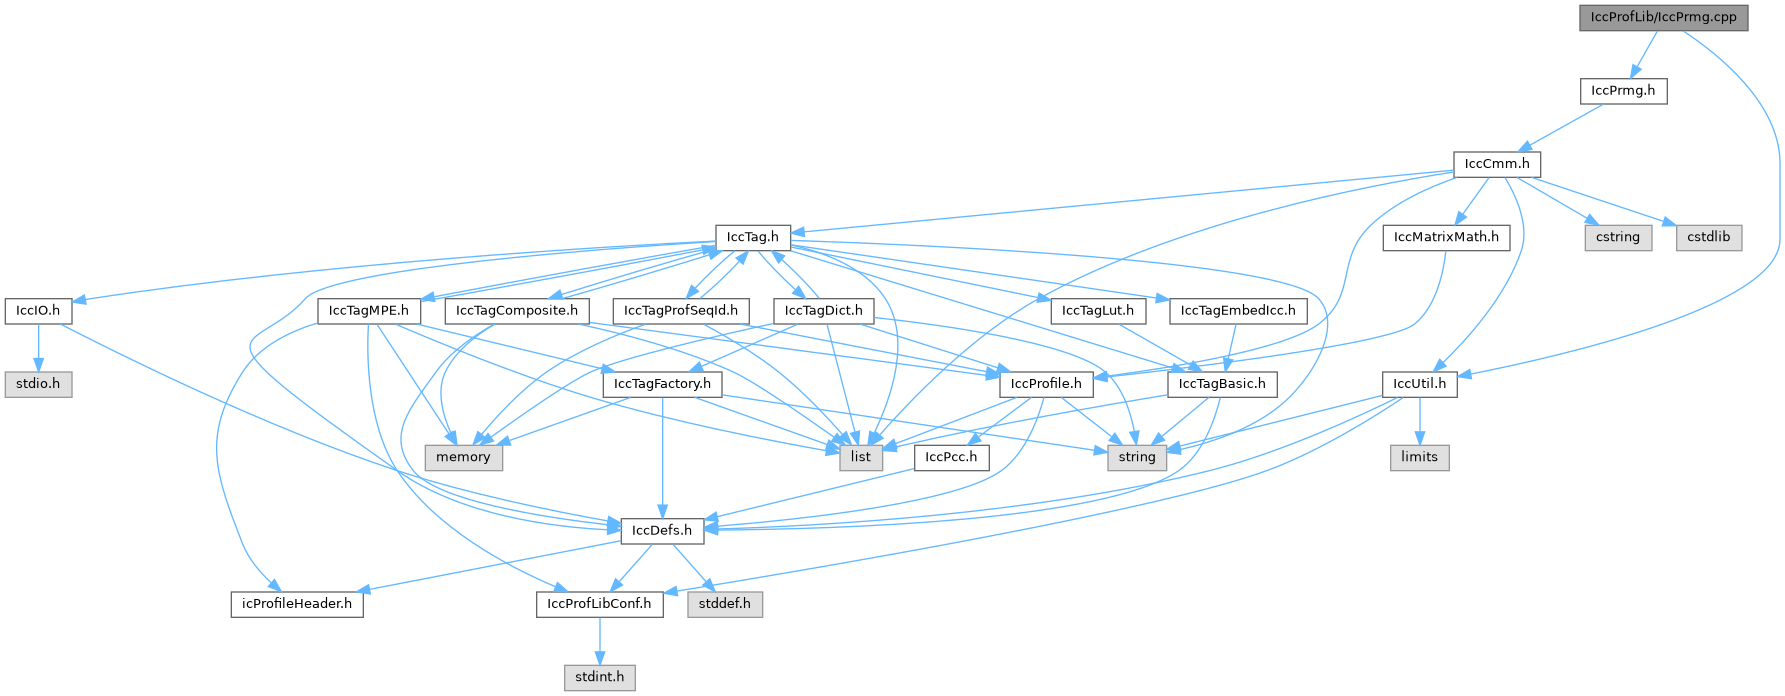 IccProfLib/IccPrmg.cpp
IccPrmg.h
IccCmm.h
IccTag.h
IccMatrixMath.h
cstring
cstdlib
IccIO.h
IccTagMPE.h
IccTagComposite.h
IccTagProfSeqId.h
IccTagDict.h
IccTagLut.h
IccTagEmbedIcc.h
stdio.h
IccTagFactory.h
IccProfile.h
IccTagBasic.h
IccUtil.h
memory
list
IccPcc.h
string
limits
IccDefs.h
icProfileHeader.h
IccProfLibConf.h
stddef.h
stdint.h